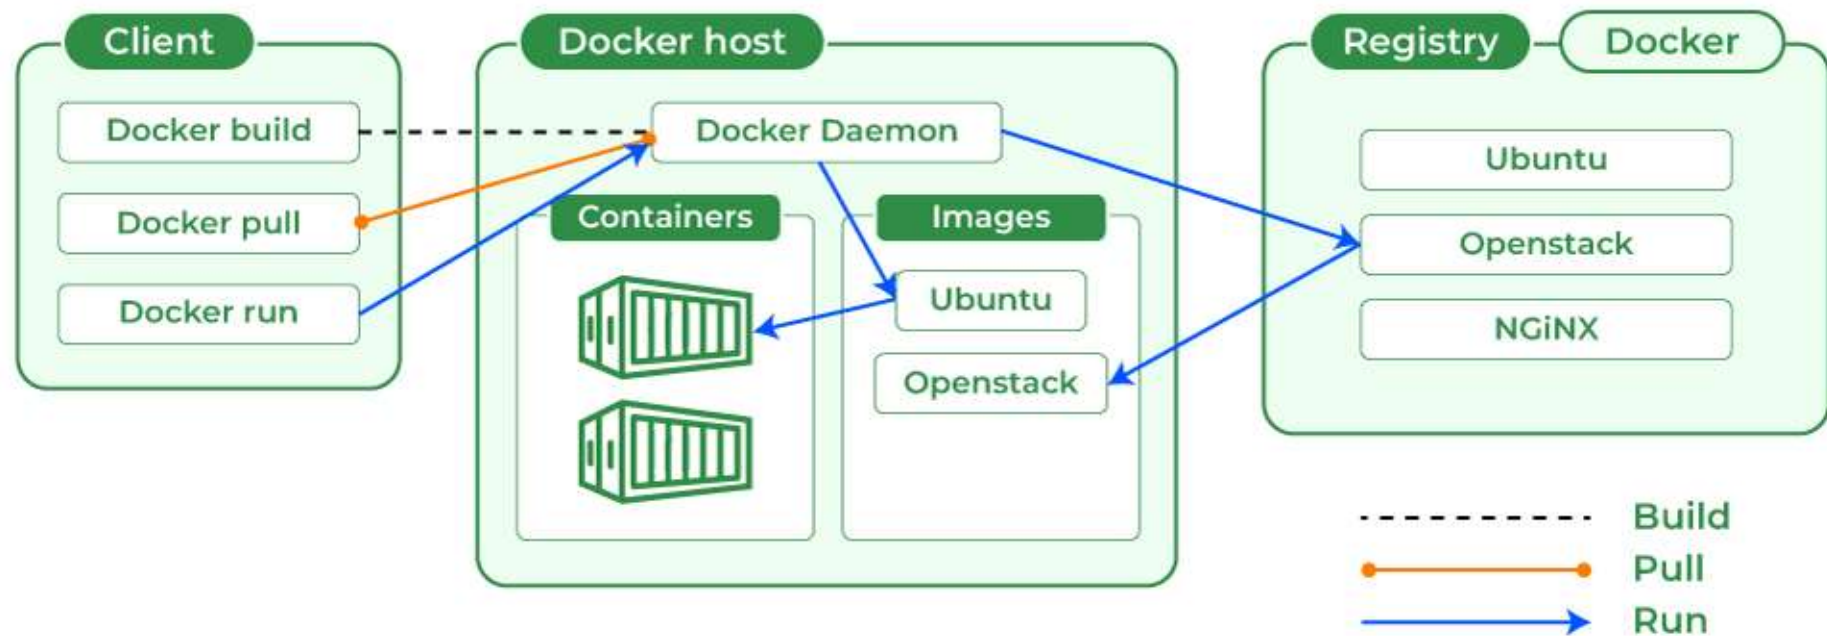 Client
Docker build
Docker pull
Docker run
Docker host
Docker Daemon
Containers
Images
Ubuntu
Openstack
Registry
Docker
Ubuntu
Openstack
NGiNX
Build
Pull
Run